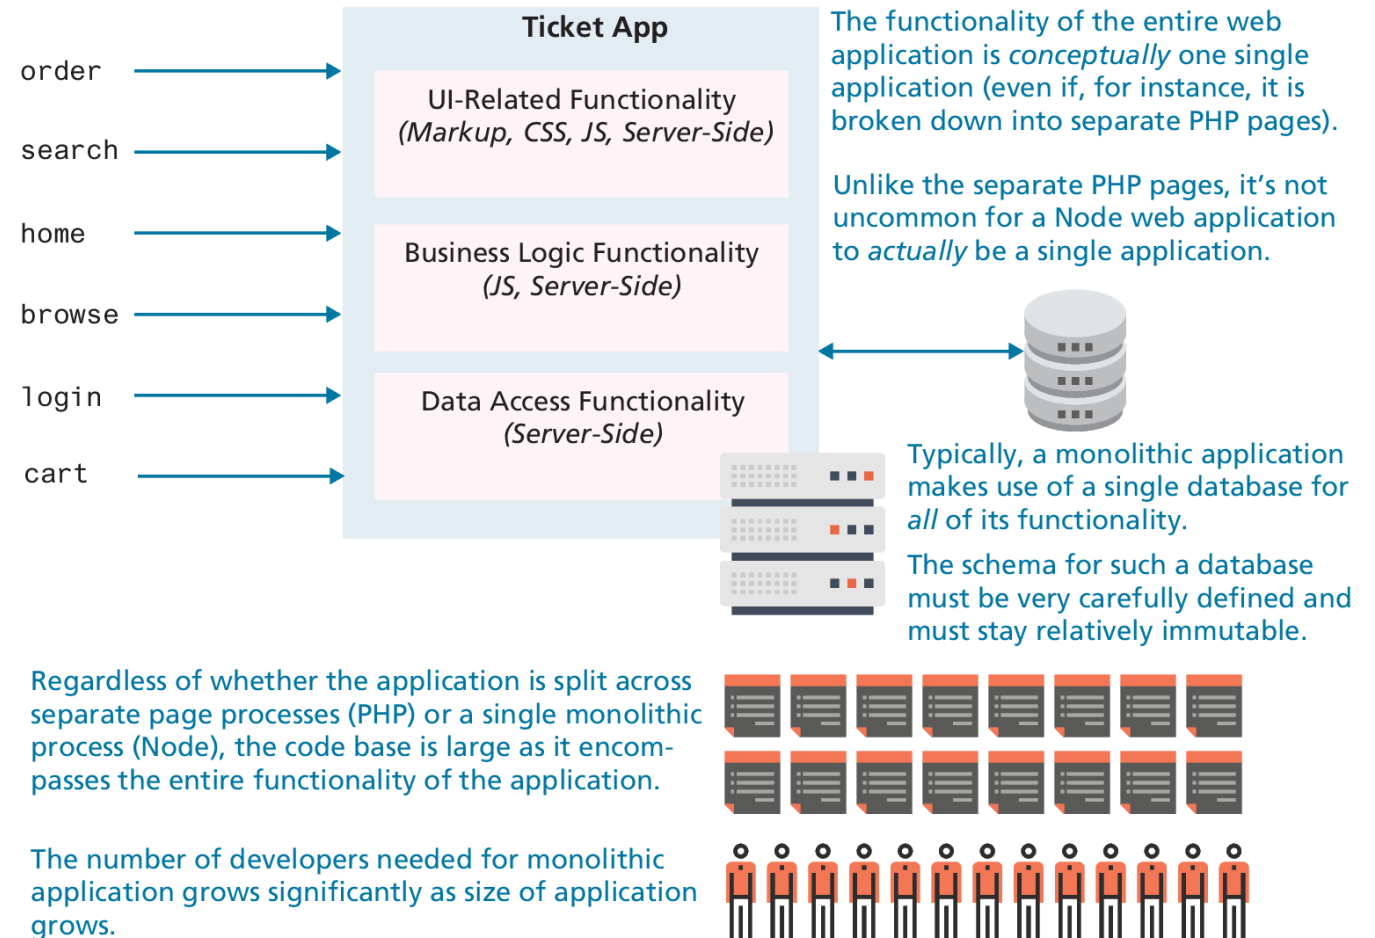 Ticket App
order
search
home
browse
login
cart
UI-Related Functionality
(Markup, CSS, JS, Server-Side)
Business Logic Functionality
(JS, Server-Side)
Data Access Functionality
(Server-Side)
The functionality of the entire web
application is conceptually one single
application (even if, for instance, it is
broken down into separate PHP pages).
Unlike the separate PHP pages, it’s not
uncommon for a Node web application
to actually be a single application.
Typically, a monolithic application
makes use of a single database for
all of its functionality.
The schema for such a database
must be very carefully defined and
must stay relatively immutable.
Regardless of whether the application is split across
separate page processes (PHP) or a single monolithic
process (Node), the code base is large as it encom-
passes the entire functionality of the application.
The number of developers needed for monolithic
application grows significantly as size of application
grows.